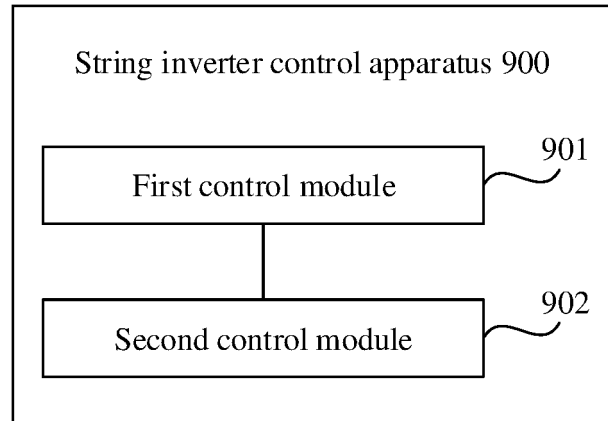 String inverter control apparatus 900
901
First control module
902
Second control module